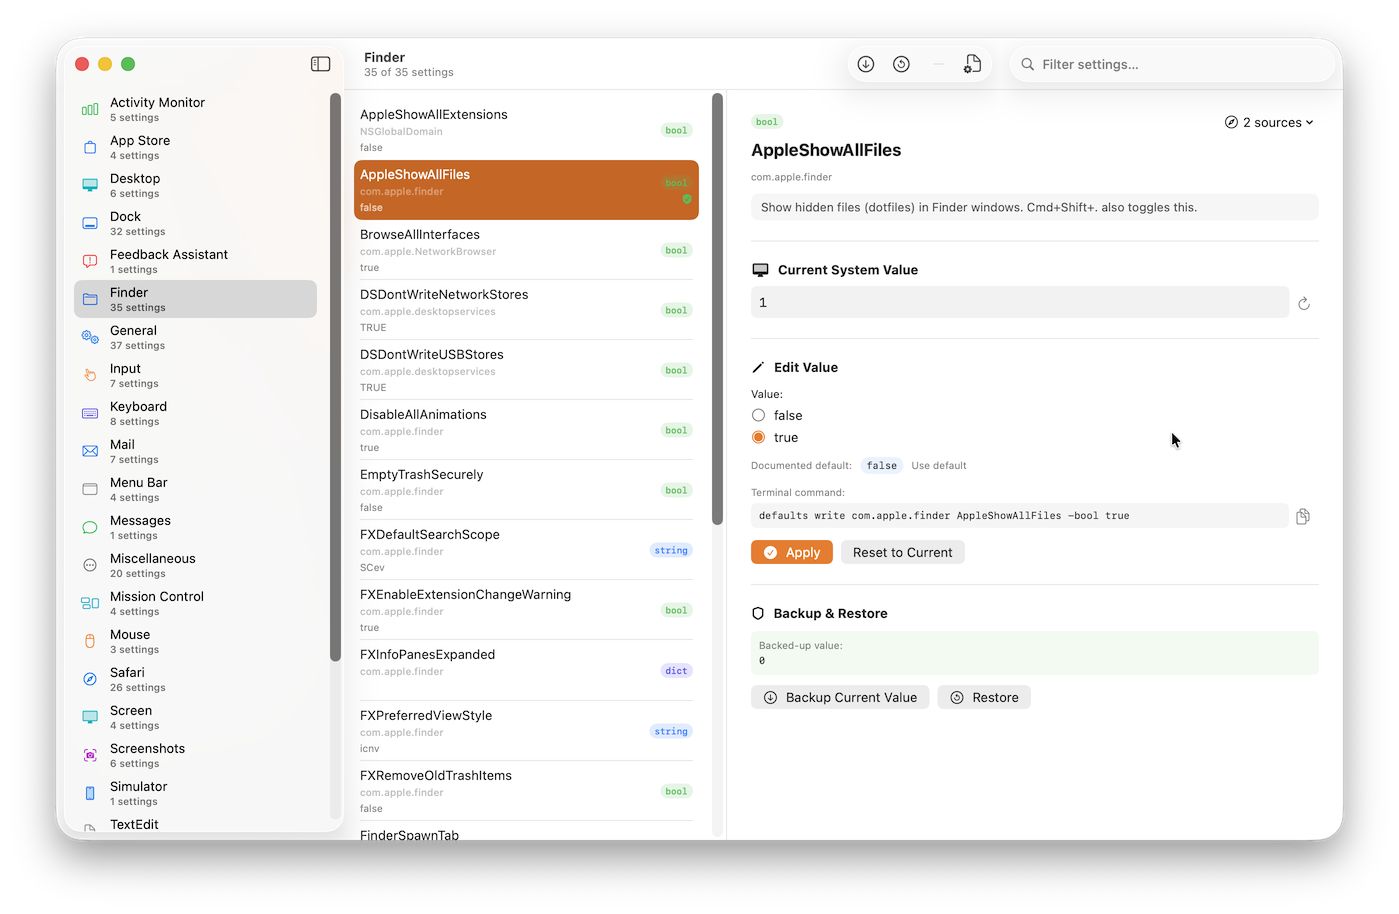 Activity Monitor
5 settings
App Store
4 settings
Desktop
6 settings
Dock
32 settings
Feedback Assistant
1 settings
Finder
35 settings
General
37 settings
Input
7 settings
Keyboard
8 settings
Mail
7 settings
Menu Bar
4 settings
Messages
1 settings
Miscellaneous
20 settings
Mission Control
4 settings
Mouse
3 settings
Safari
26 settings
Screen
4 settings
Screenshots
6 settings
Simulator
1 settings
TextEdit
Finder
35 of 35 settings
Filter settings...
AppleShowAllExtensions
NSGlobalDomain
bool
false
AppleShowAllFiles
com.apple.finder
bool
false
BrowseAllInterfaces
com.apple.NetworkBrowser
bool
true
DSDontWriteNetworkStores
com.apple.desktopservices
bool
TRUE
DSDontWriteUSBStores
com.apple.desktopservices
bool
TRUE
DisableAllAnimations
com.apple.finder
bool
true
EmptyTrashSecurely
com.apple.finder
bool
false
FXDefaultSearchScope
com.apple.finder
string
SCev
FXEnableExtensionChangeWarning
com.apple.finder
bool
true
FXInfoPanesExpanded
com.apple.finder
dict
FXPreferredViewStyle
com.apple.finder
string
icnv
FXRemoveOldTrashItems
com.apple.finder
bool
false
FinderSpawnTab
bool
2 sources
AppleShowAllFiles
com.apple.finder
Show hidden files (dotfiles) in Finder windows. Cmd+Shift+. also toggles this.
Current System Value
1
Edit Value
Value:
false
true
Documented default: false Use default
Terminal command:
defaults write com.apple.finder AppleShowAllFiles -bool true
Apply Reset to Current
Backup & Restore
Backed-up value:
0
Backup Current Value Restore